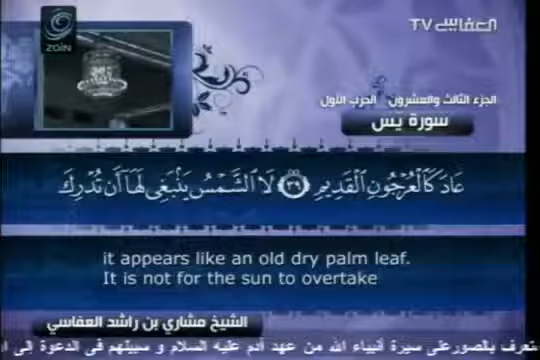 zain
العفاسي TV
الجزء الثالث والعشرون الحزب الأول
سورة يس
عَادَ كَالْعُرْجُونِ الْقَدِيمِ ﴿٣٩﴾ لَا الشَّمْسُ يَنْبَغِي لَهَا أَنْ تُدْرِكَ
it appears like an old dry palm leaf.
It is not for the sun to overtake
الشيخ مشاري بن راشد العفاسي
تعرف بالصور على سيرة أنبياء الله من عهد آدم عليه السلام و سبيلهم في الدعوة إلى